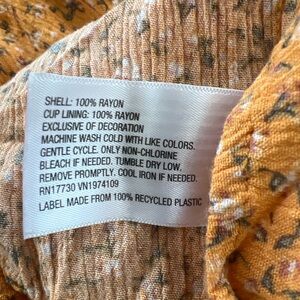 SHELL: 100% RAYON
CUP LINING: 100% RAYON
EXCLUSIVE OF DECORATION
MACHINE WASH COLD WITH LIKE COLORS.
GENTLE CYCLE. ONLY NON-CHLORINE
BLEACH IF NEEDED. TUMBLE DRY LOW.
REMOVE PROMPTLY. COOL IRON IF NEEDED.
RN17730 VN1974109
LABEL MADE FROM 100% RECYCLED PLASTIC